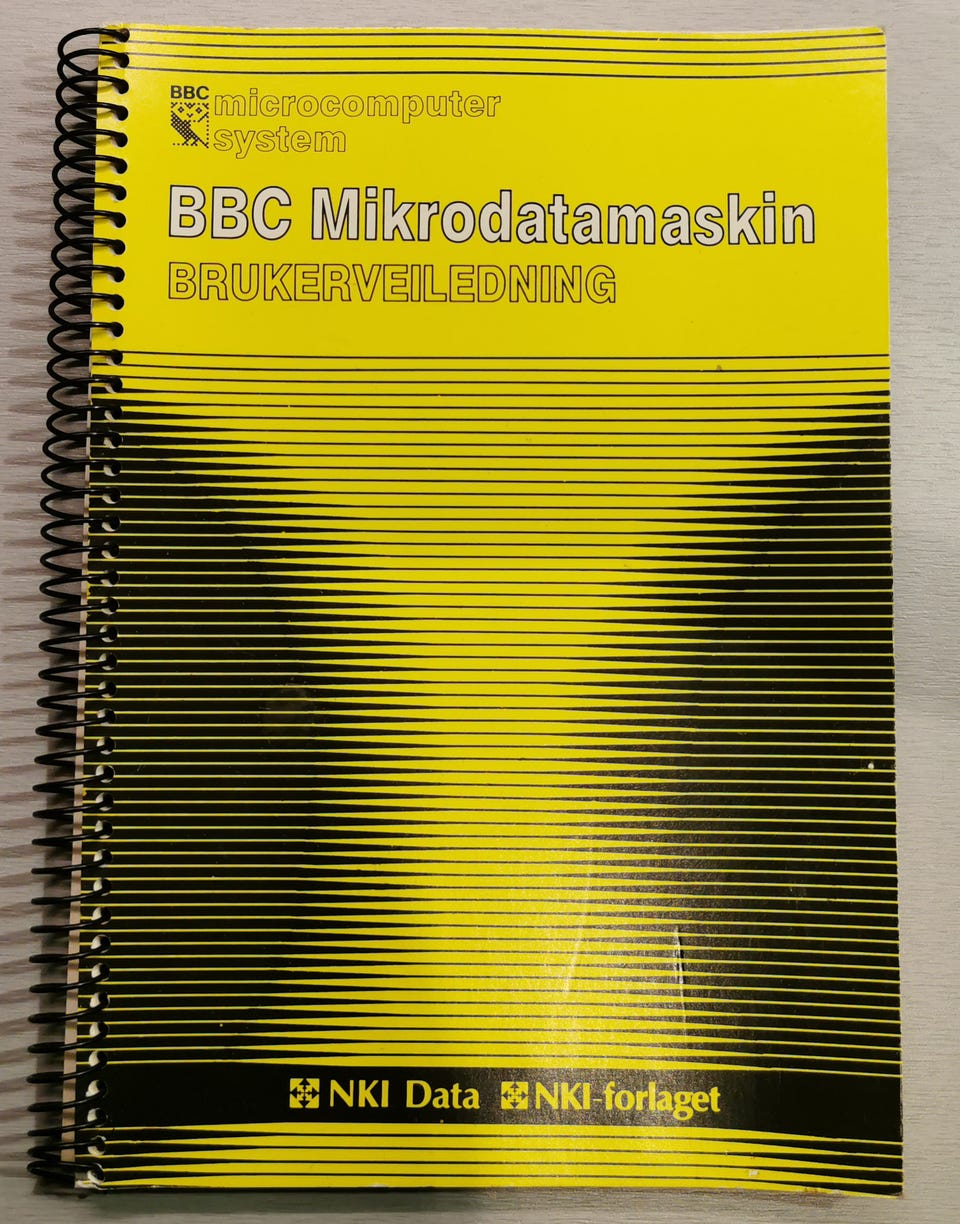 BBC
microcomputer
system
BBC Mikrodatamaskin
BRUKERVEILEDNING
NKI Data NKI-forlaget